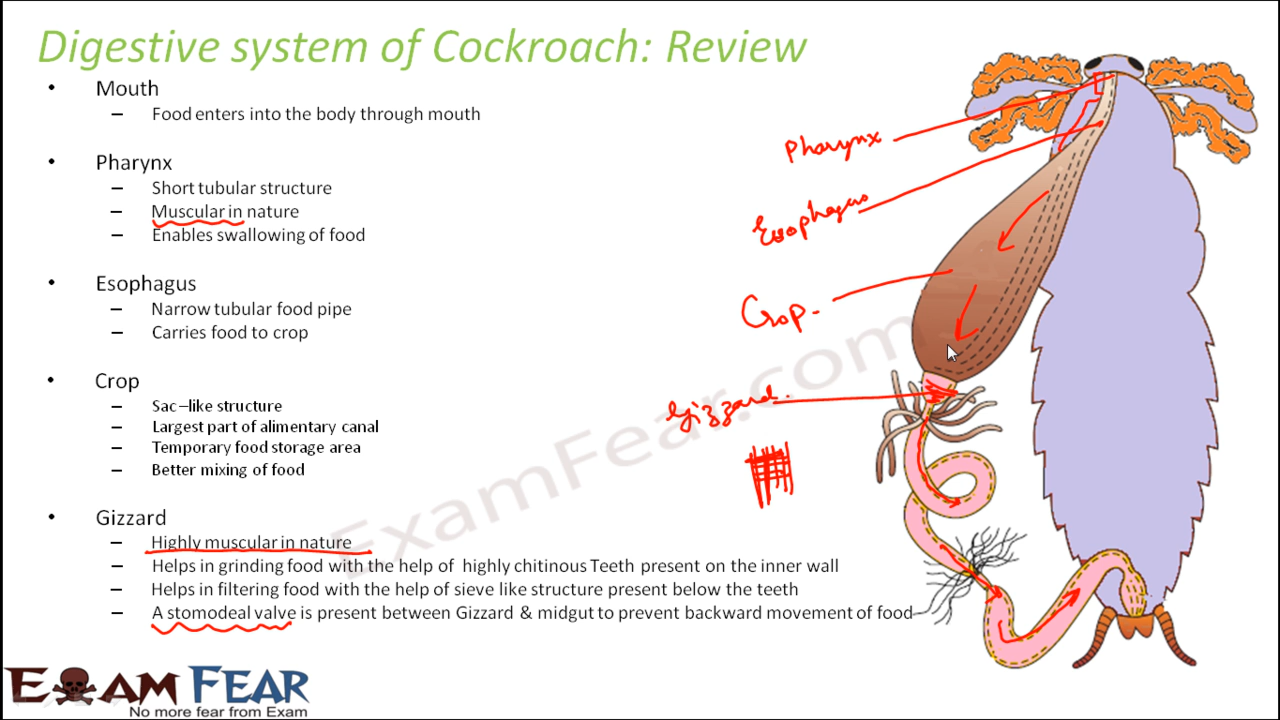 Digestive system of Cockroach: Review
• Mouth
– Food enters into the body through mouth
• Pharynx
– Short tubular structure
– Muscular in nature
– Enables swallowing of food
• Esophagus
– Narrow tubular food pipe
– Carries food to crop
• Crop
– Sac–like structure
– Largest part of alimentary canal
– Temporary food storage area
– Better mixing of food
• Gizzard
– Highly muscular in nature
– Helps in grinding food with the help of highly chitinous Teeth present on the inner wall
– Helps in filtering food with the help of sieve like structure present below the teeth
– A stomodeal valve is present between Gizzard & midgut to prevent backward movement of food
Pharynx
Esophagus
Crop.
Gizzard.
ExamFear.com
EXAM FEAR
No more fear from Exam